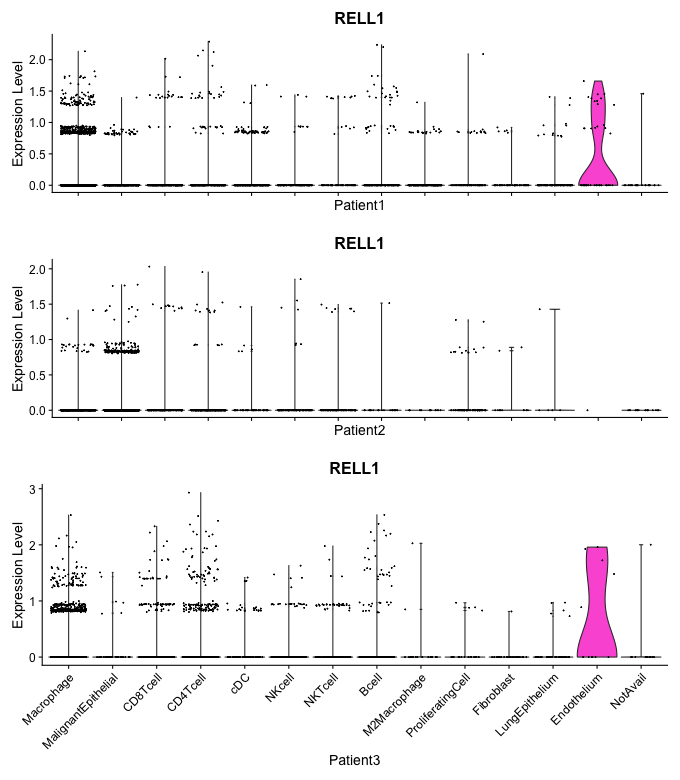 RELL1
Expression Level
2.0
1.5
1.0
0.5
0.0
Patient1
RELL1
Expression Level
2.0
1.5
1.0
0.5
0.0
Patient2
RELL1
Expression Level
3
2
1
0
Macrophage
MalignantEpithelial
CD8Tcell
CD4Tcell
cDC
NKcell
NKTcell
Bcell
M2Macrophage
ProliferatingCell
Fibroblast
LungEpithelium
Endothelium
NotAvail
Patient3